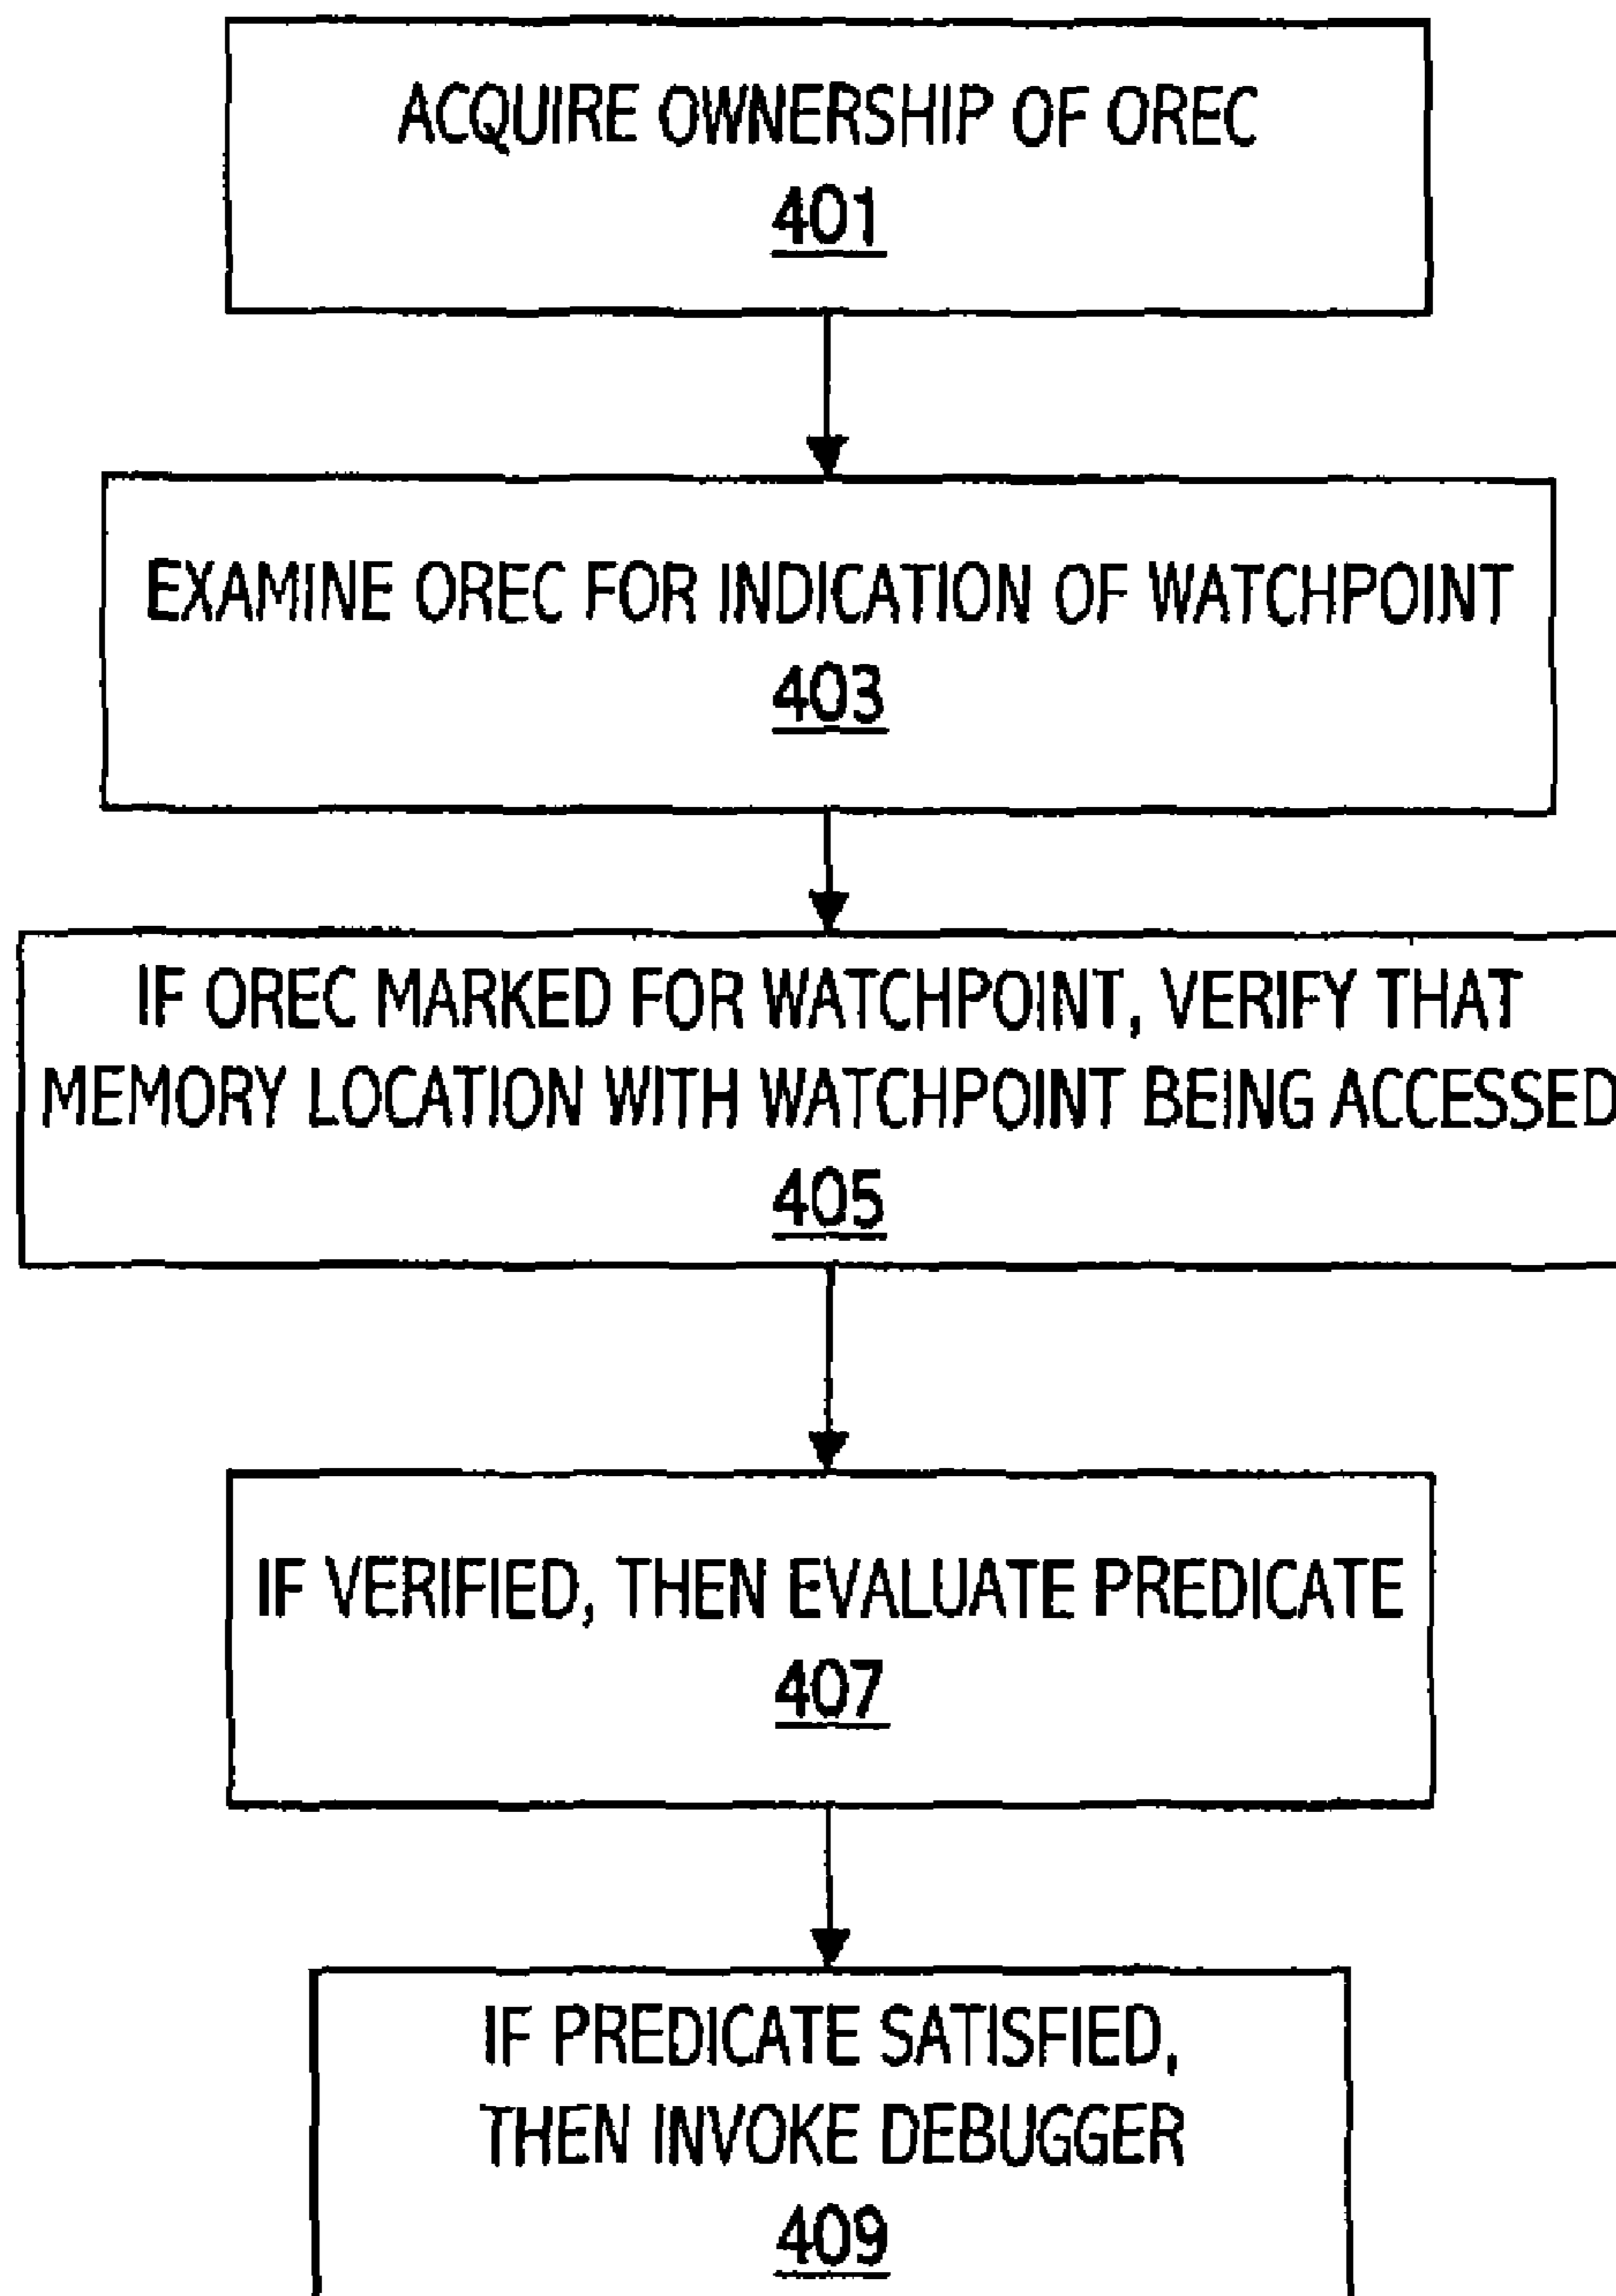 ACQUIRE OWNERSHIP OF OREC
401
EXAMINE OREC FOR INDICATION OF WATCHPOINT
403
IF OREC MARKED FOR WATCHPOINT, VERIFY THAT
MEMORY LOCATION WITH WATCHPOINT BEING ACCESSED
405
IF VERIFIED, THEN EVALUATE PREDICATE
407
IF PREDICATE SATISFIED,
THEN INVOKE DEBUGGER
409